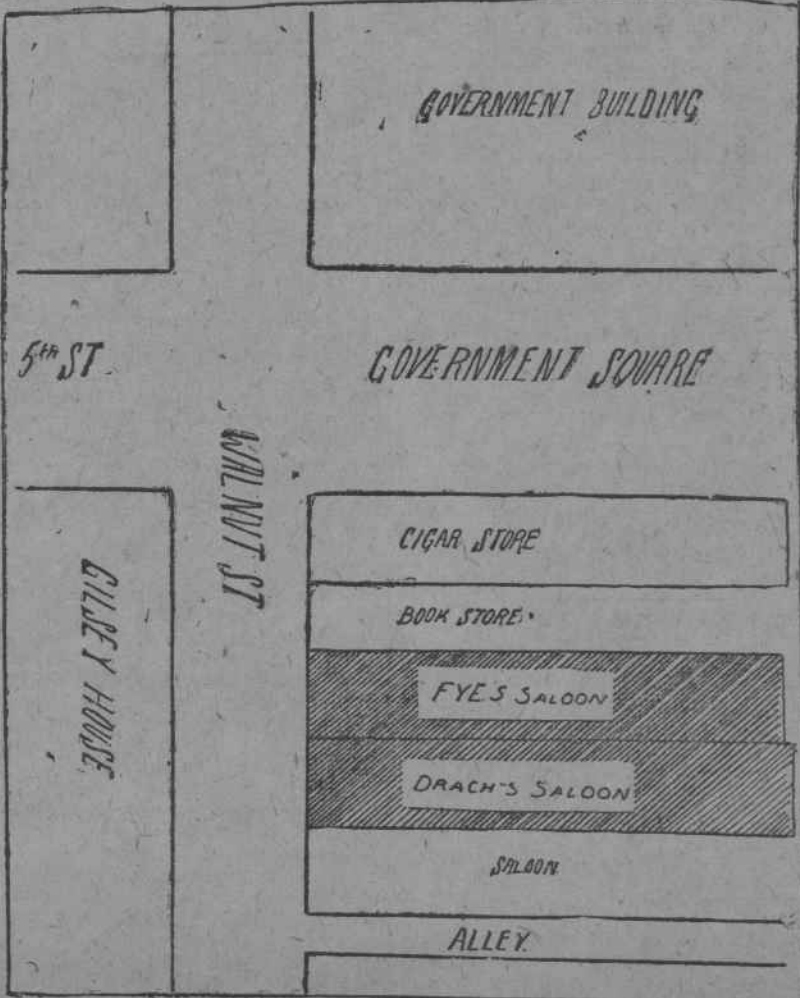 GOVERNMENT BUILDING
5th ST.
GOVERNMENT SQUARE
WALNUT ST
CIGAR STORE
GILSEY HOUSE
BOOK STORE.
FYE'S SALOON
DRACH'S SALOON
SALOON
ALLEY.